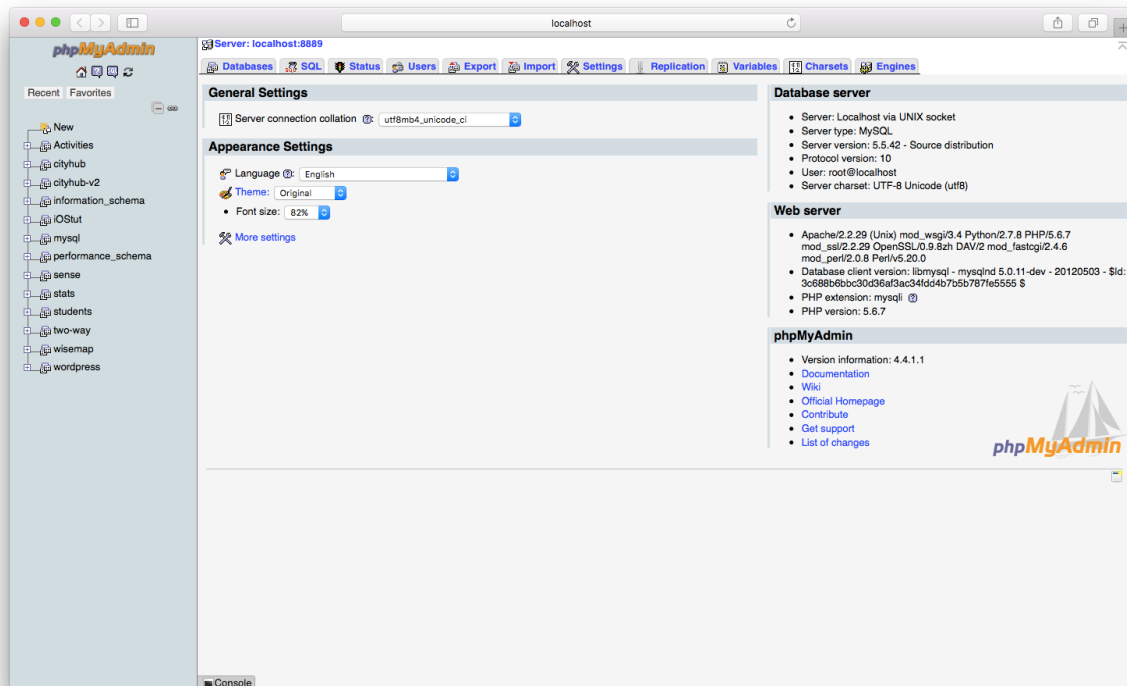 localhost
phpMyAdmin
Recent Favorites
New
Activities
cityhub
cityhub-v2
information_schema
iOStut
mysql
performance_schema
sense
stats
students
two-way
wisemap
wordpress
Server: localhost:8889
Databases SQL Status Users Export Import Settings Replication Variables Charsets Engines
General Settings
Server connection collation utf8mb4_unicode_ci
Appearance Settings
Language English
Theme: Original
• Font size: 82%
More settings
Database server
• Server: Localhost via UNIX socket
• Server type: MySQL
• Server version: 5.5.42 - Source distribution
• Protocol version: 10
• User: root@localhost
• Server charset: UTF-8 Unicode (utf8)
Web server
• Apache/2.2.29 (Unix) mod_wsgi/3.4 Python/2.7.8 PHP/5.6.7
mod_ssl/2.2.29 OpenSSL/0.9.8zh DAV/2 mod_fastcgi/2.4.6
mod_perl/2.0.8 Perl/v5.20.0
• Database client version: libmysql - mysqlnd 5.0.11-dev - 20120503 - $Id:
3c688b6bbc30d36af3ac34fdd4b7b5b787fe5555 $
• PHP extension: mysqli
• PHP version: 5.6.7
phpMyAdmin
• Version information: 4.4.1.1
• Documentation
• Wiki
• Official Homepage
• Contribute
• Get support
• List of changes
phpMyAdmin
Console